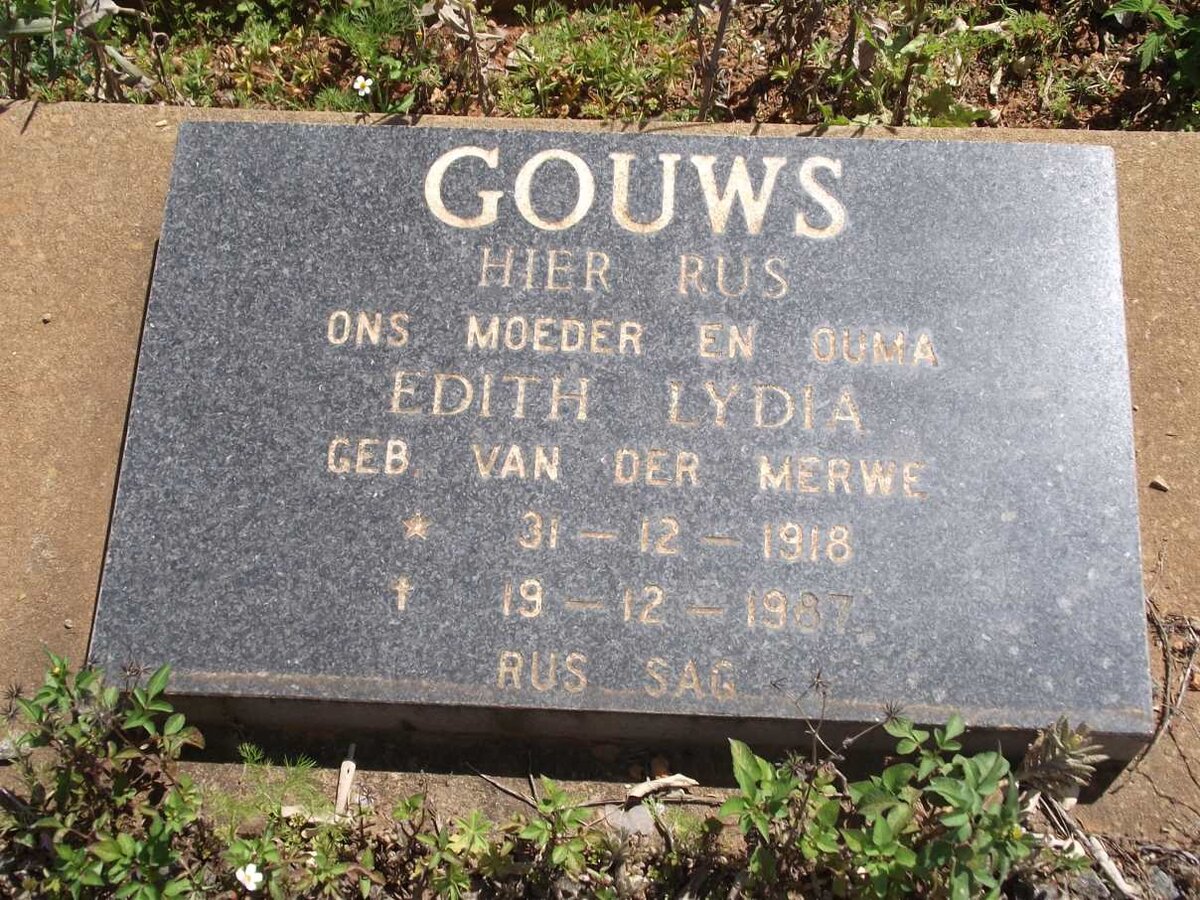 GOUWS
HIER RUS
ONS MOEDER EN OUMA
EDITH LYDIA
GEB. VAN DER MERWE
★ 31 – 12 – 1918
† 19 – 12 – 1987
RUS SAG